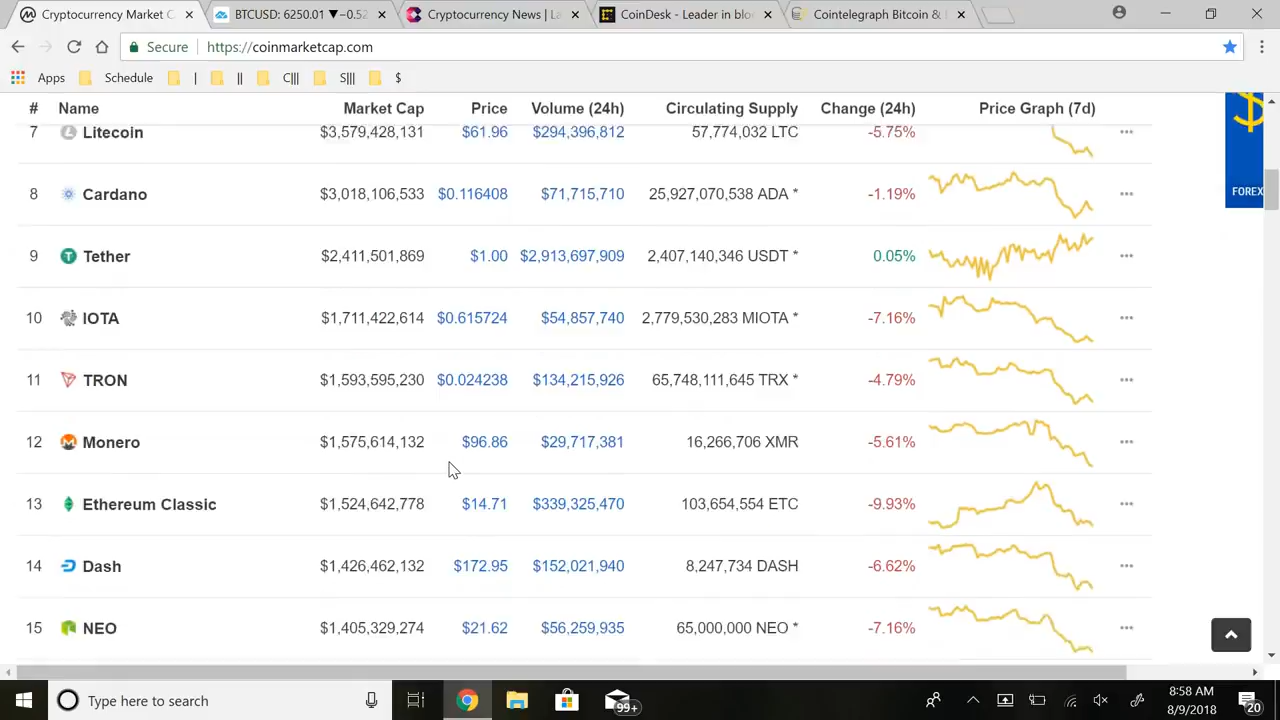 Cryptocurrency Market C
BTCUSD: 6250.01 ▼ 0.52
Cryptocurrency News | L
CoinDesk - Leader in blo
Cointelegraph Bitcoin &
Secure
https://coinmarketcap.com
Apps Schedule | || C||| S||| $
# Name Market Cap Price Volume (24h) Circulating Supply Change (24h) Price Graph (7d)
7 Litecoin $3,579,428,131 $61.96 $294,396,812 57,774,032 LTC -5.75%
8 Cardano $3,018,106,533 $0.116408 $71,715,710 25,927,070,538 ADA * -1.19%
9 Tether $2,411,501,869 $1.00 $2,913,697,909 2,407,140,346 USDT * 0.05%
10 IOTA $1,711,422,614 $0.615724 $54,857,740 2,779,530,283 MIOTA * -7.16%
11 TRON $1,593,595,230 $0.024238 $134,215,926 65,748,111,645 TRX * -4.79%
12 Monero $1,575,614,132 $96.86 $29,717,381 16,266,706 XMR -5.61%
13 Ethereum Classic $1,524,642,778 $14.71 $339,325,470 103,654,554 ETC -9.93%
14 Dash $1,426,462,132 $172.95 $152,021,940 8,247,734 DASH -6.62%
15 NEO $1,405,329,274 $21.62 $56,259,935 65,000,000 NEO * -7.16%
$
FOREX
Type here to search
99+
8:58 AM
8/9/2018
20